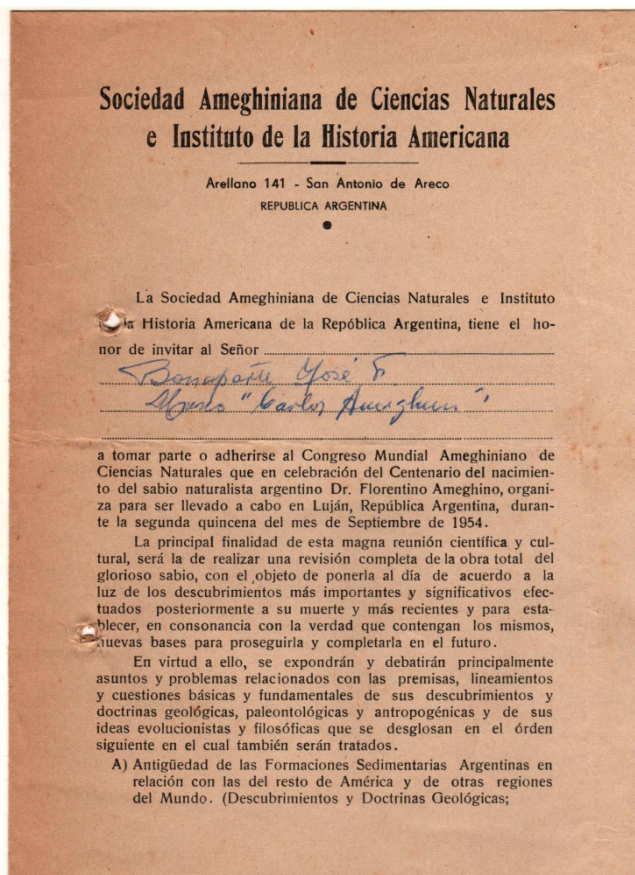 Sociedad Ameghiniana de Ciencias Naturales
e Instituto de la Historia Americana
Arellano 141 - San Antonio de Areco
REPUBLICA ARGENTINA
La Sociedad Ameghiniana de Ciencias Naturales e Instituto
la Historia Americana de la República Argentina, tiene el ho-
nor de invitar al Señor
Bonaparte José F.
Museo "Carlos Ameghino"
a tomar parte o adherirse al Congreso Mundial Ameghiniano de
Ciencias Naturales que en celebración del Centenario del nacimien-
to del sabio naturalista argentino Dr. Florentino Ameghino, organi-
za para ser llevado a cabo en Luján, República Argentina, duran-
te la segunda quincena del mes de Septiembre de 1954.
La principal finalidad de esta magna reunión científica y cul-
tural, será la de realizar una revisión completa de la obra total del
glorioso sabio, con el objeto de ponerla al día de acuerdo a la
luz de los descubrimientos más importantes y significativos efec-
tuados posteriormente a su muerte y más recientes y para esta-
blecer, en consonancia con la verdad que contengan los mismos,
nuevas bases para proseguirla y completarla en el futuro.
En virtud a ello, se expondrán y debatirán principalmente
asuntos y problemas relacionados con las premisas, lineamientos
y cuestiones básicas y fundamentales de sus descubrimientos y
doctrinas geológicas, paleontológicas y antropogénicas y de sus
ideas evolucionistas y filosóficas que se desglosan en el órden
siguiente en el cual también serán tratados.
A) Antigüedad de las Formaciones Sedimentarias Argentinas en
relación con las del resto de América y de otras regiones
del Mundo. (Descubrimientos y Doctrinas Geológicas;